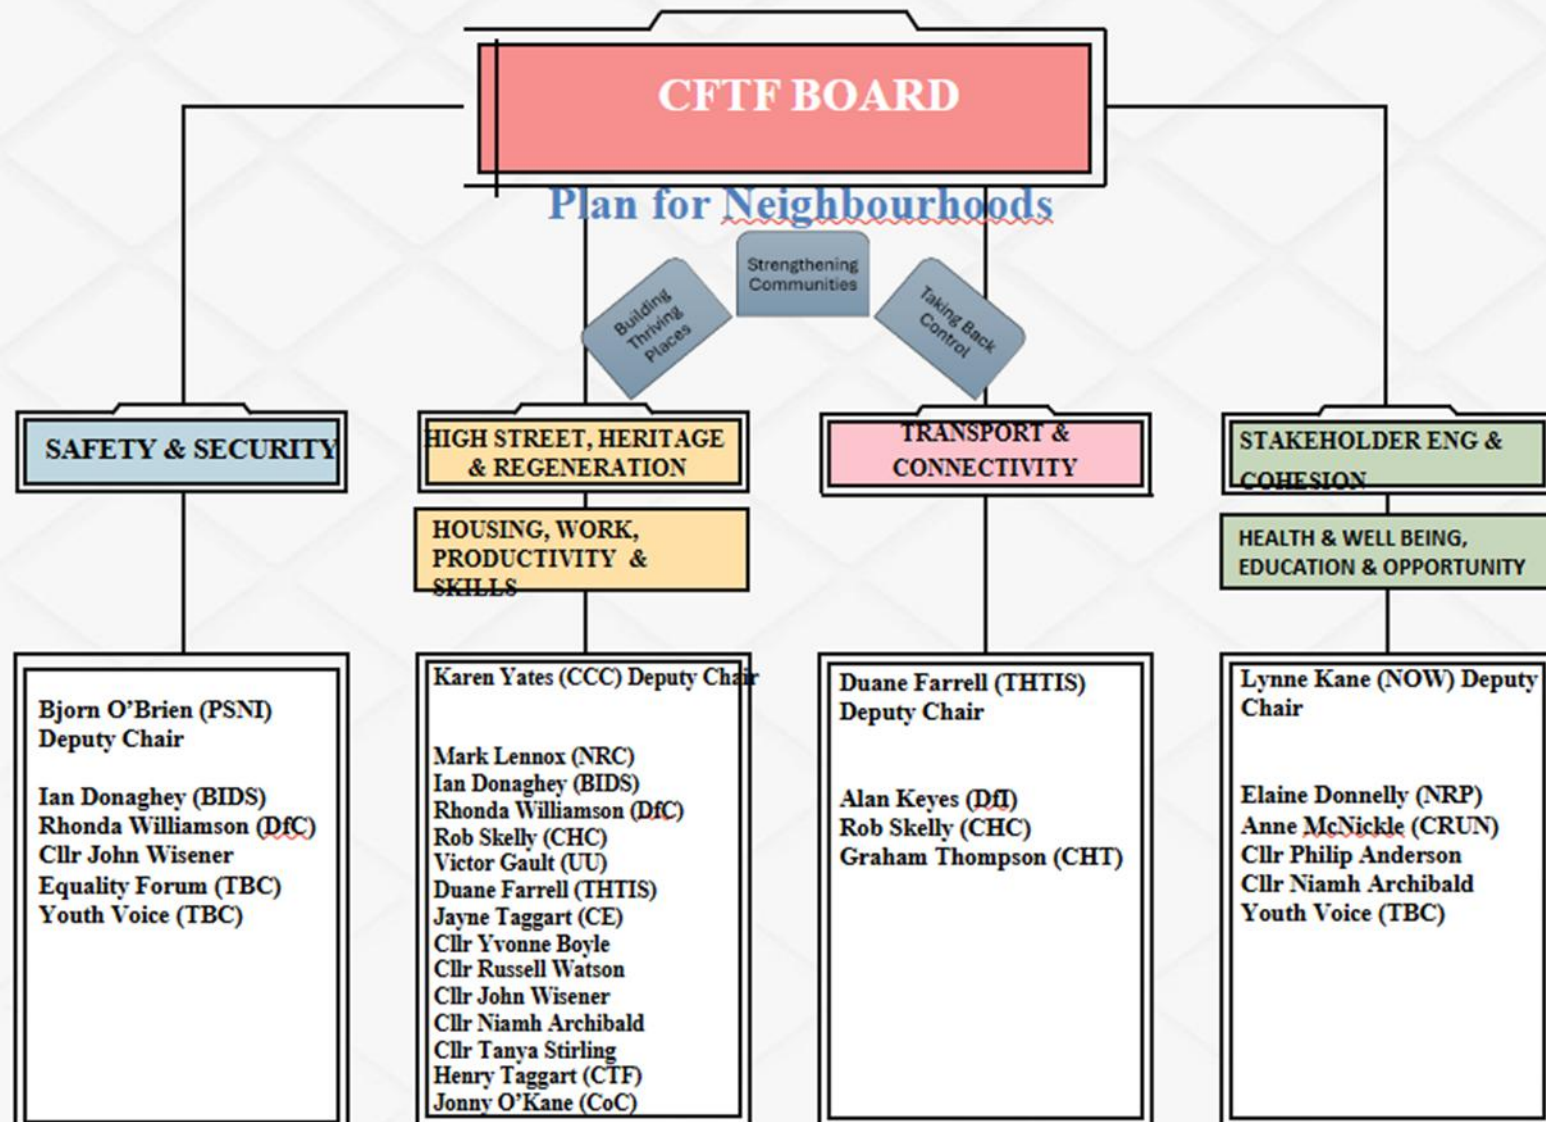 CFTF BOARD
Plan for Neighbourhoods
Building
Thriving
Places
Strengthening
Communities
Taking Back
Control
SAFETY & SECURITY
Bjorn O’Brien (PSNI)
Deputy Chair
Ian Donaghey (BIDS)
Rhonda Williamson (DfC)
Cllr John Wisener
Equality Forum (TBC)
Youth Voice (TBC)
HIGH STREET, HERITAGE
& REGENERATION
HOUSING, WORK,
PRODUCTIVITY &
SKILLS
Karen Yates (CCC) Deputy Chair
Mark Lennox (NRC)
Ian Donaghey (BIDS)
Rhonda Williamson (DfC)
Rob Skelly (CHC)
Victor Gault (UU)
Duane Farrell (THTIS)
Jayne Taggart (CE)
Cllr Yvonne Boyle
Cllr Russell Watson
Cllr John Wisener
Cllr Niamh Archibald
Cllr Tanya Stirling
Henry Taggart (CTF)
Jonny O’Kane (CoC)
TRANSPORT &
CONNECTIVITY
Duane Farrell (THTIS)
Deputy Chair
Alan Keyes (DfI)
Rob Skelly (CHC)
Graham Thompson (CHT)
STAKEHOLDER ENG &
COHESION
HEALTH & WELL BEING,
EDUCATION & OPPORTUNITY
Lynne Kane (NOW) Deputy
Chair
Elaine Donnelly (NRP)
Anne McNickle (CRUN)
Cllr Philip Anderson
Cllr Niamh Archibald
Youth Voice (TBC)